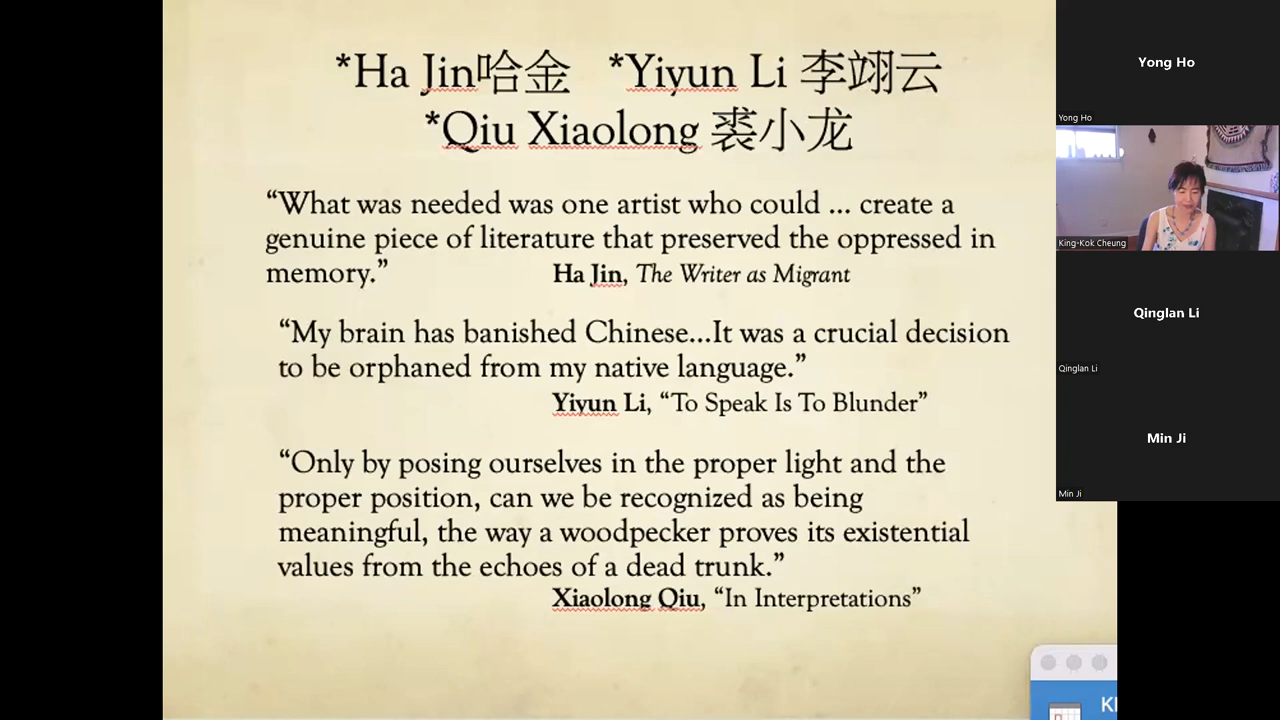 *Ha Jin哈金 *Yiyun Li 李翊云
*Qiu Xiaolong 裘小龙
“What was needed was one artist who could ... create a
genuine piece of literature that preserved the oppressed in
memory.”
Ha Jin, The Writer as Migrant
“My brain has banished Chinese...It was a crucial decision
to be orphaned from my native language.”
Yiyun Li, “To Speak Is To Blunder”
“Only by posing ourselves in the proper light and the
proper position, can we be recognized as being
meaningful, the way a woodpecker proves its existential
values from the echoes of a dead trunk.”
Xiaolong Qiu, “In Interpretations”
Yong Ho
Yong Ho
King-Kok Cheung
Qinglan Li
Qinglan Li
Min Ji
Min Ji